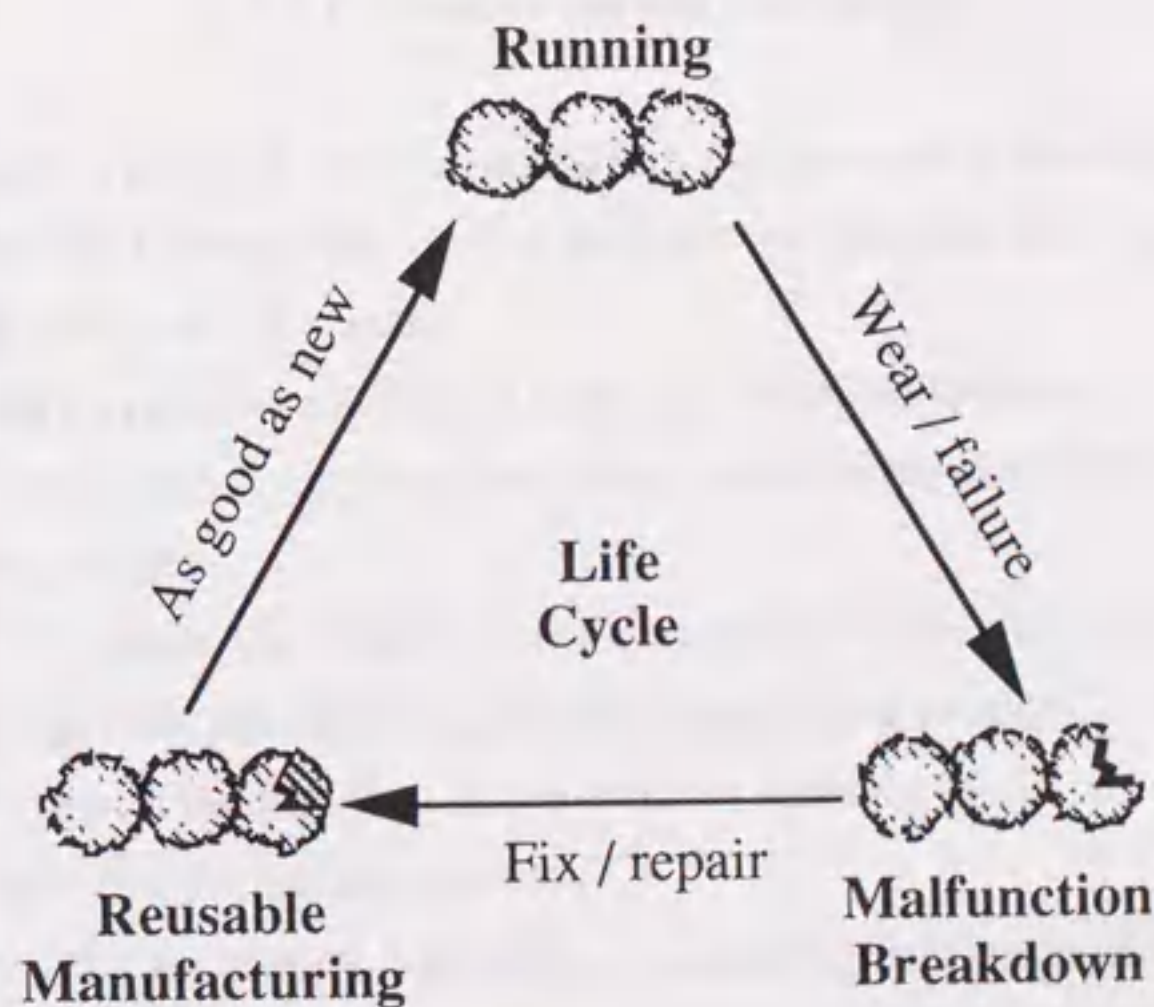 Running
As good as new
Wear / failure
Life
Cycle
Fix / repair
Reusable
Manufacturing
Malfunction
Breakdown